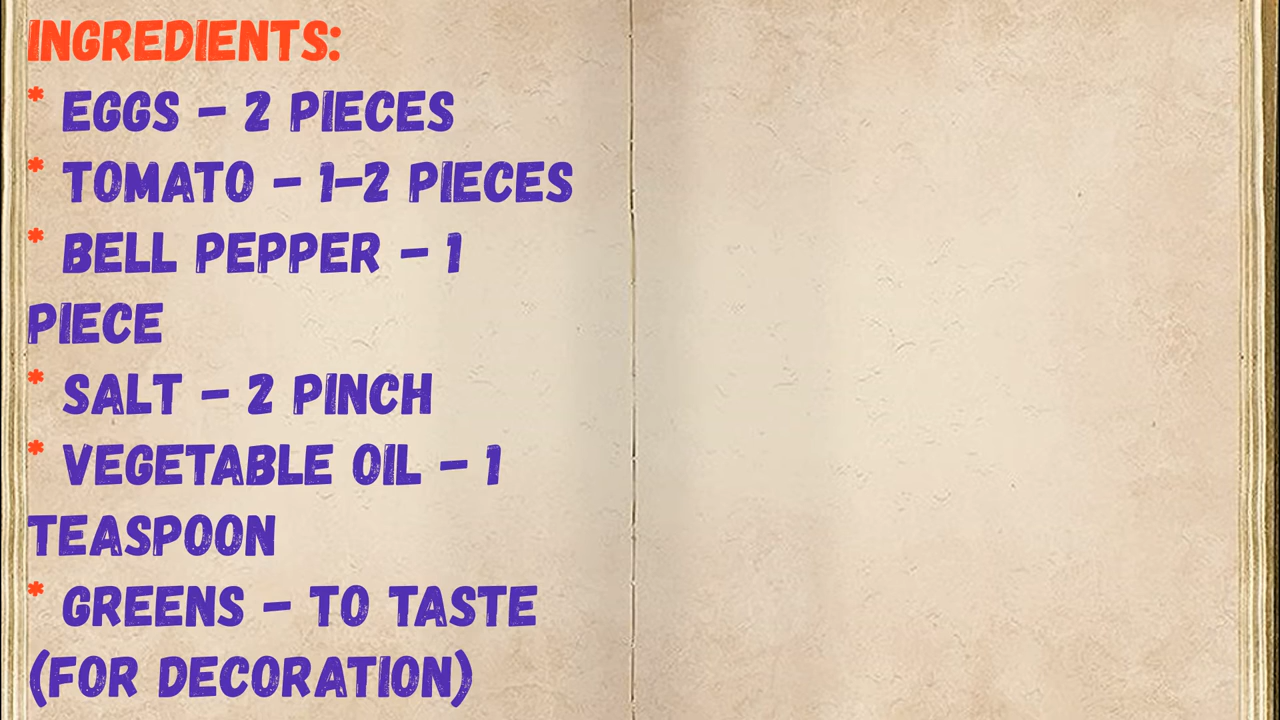 INGREDIENTS:
* EGGS – 2 PIECES
* TOMATO – 1–2 PIECES
* BELL PEPPER – 1
PIECE
* SALT – 2 PINCH
* VEGETABLE OIL – 1
TEASPOON
* GREENS – TO TASTE
(FOR DECORATION)